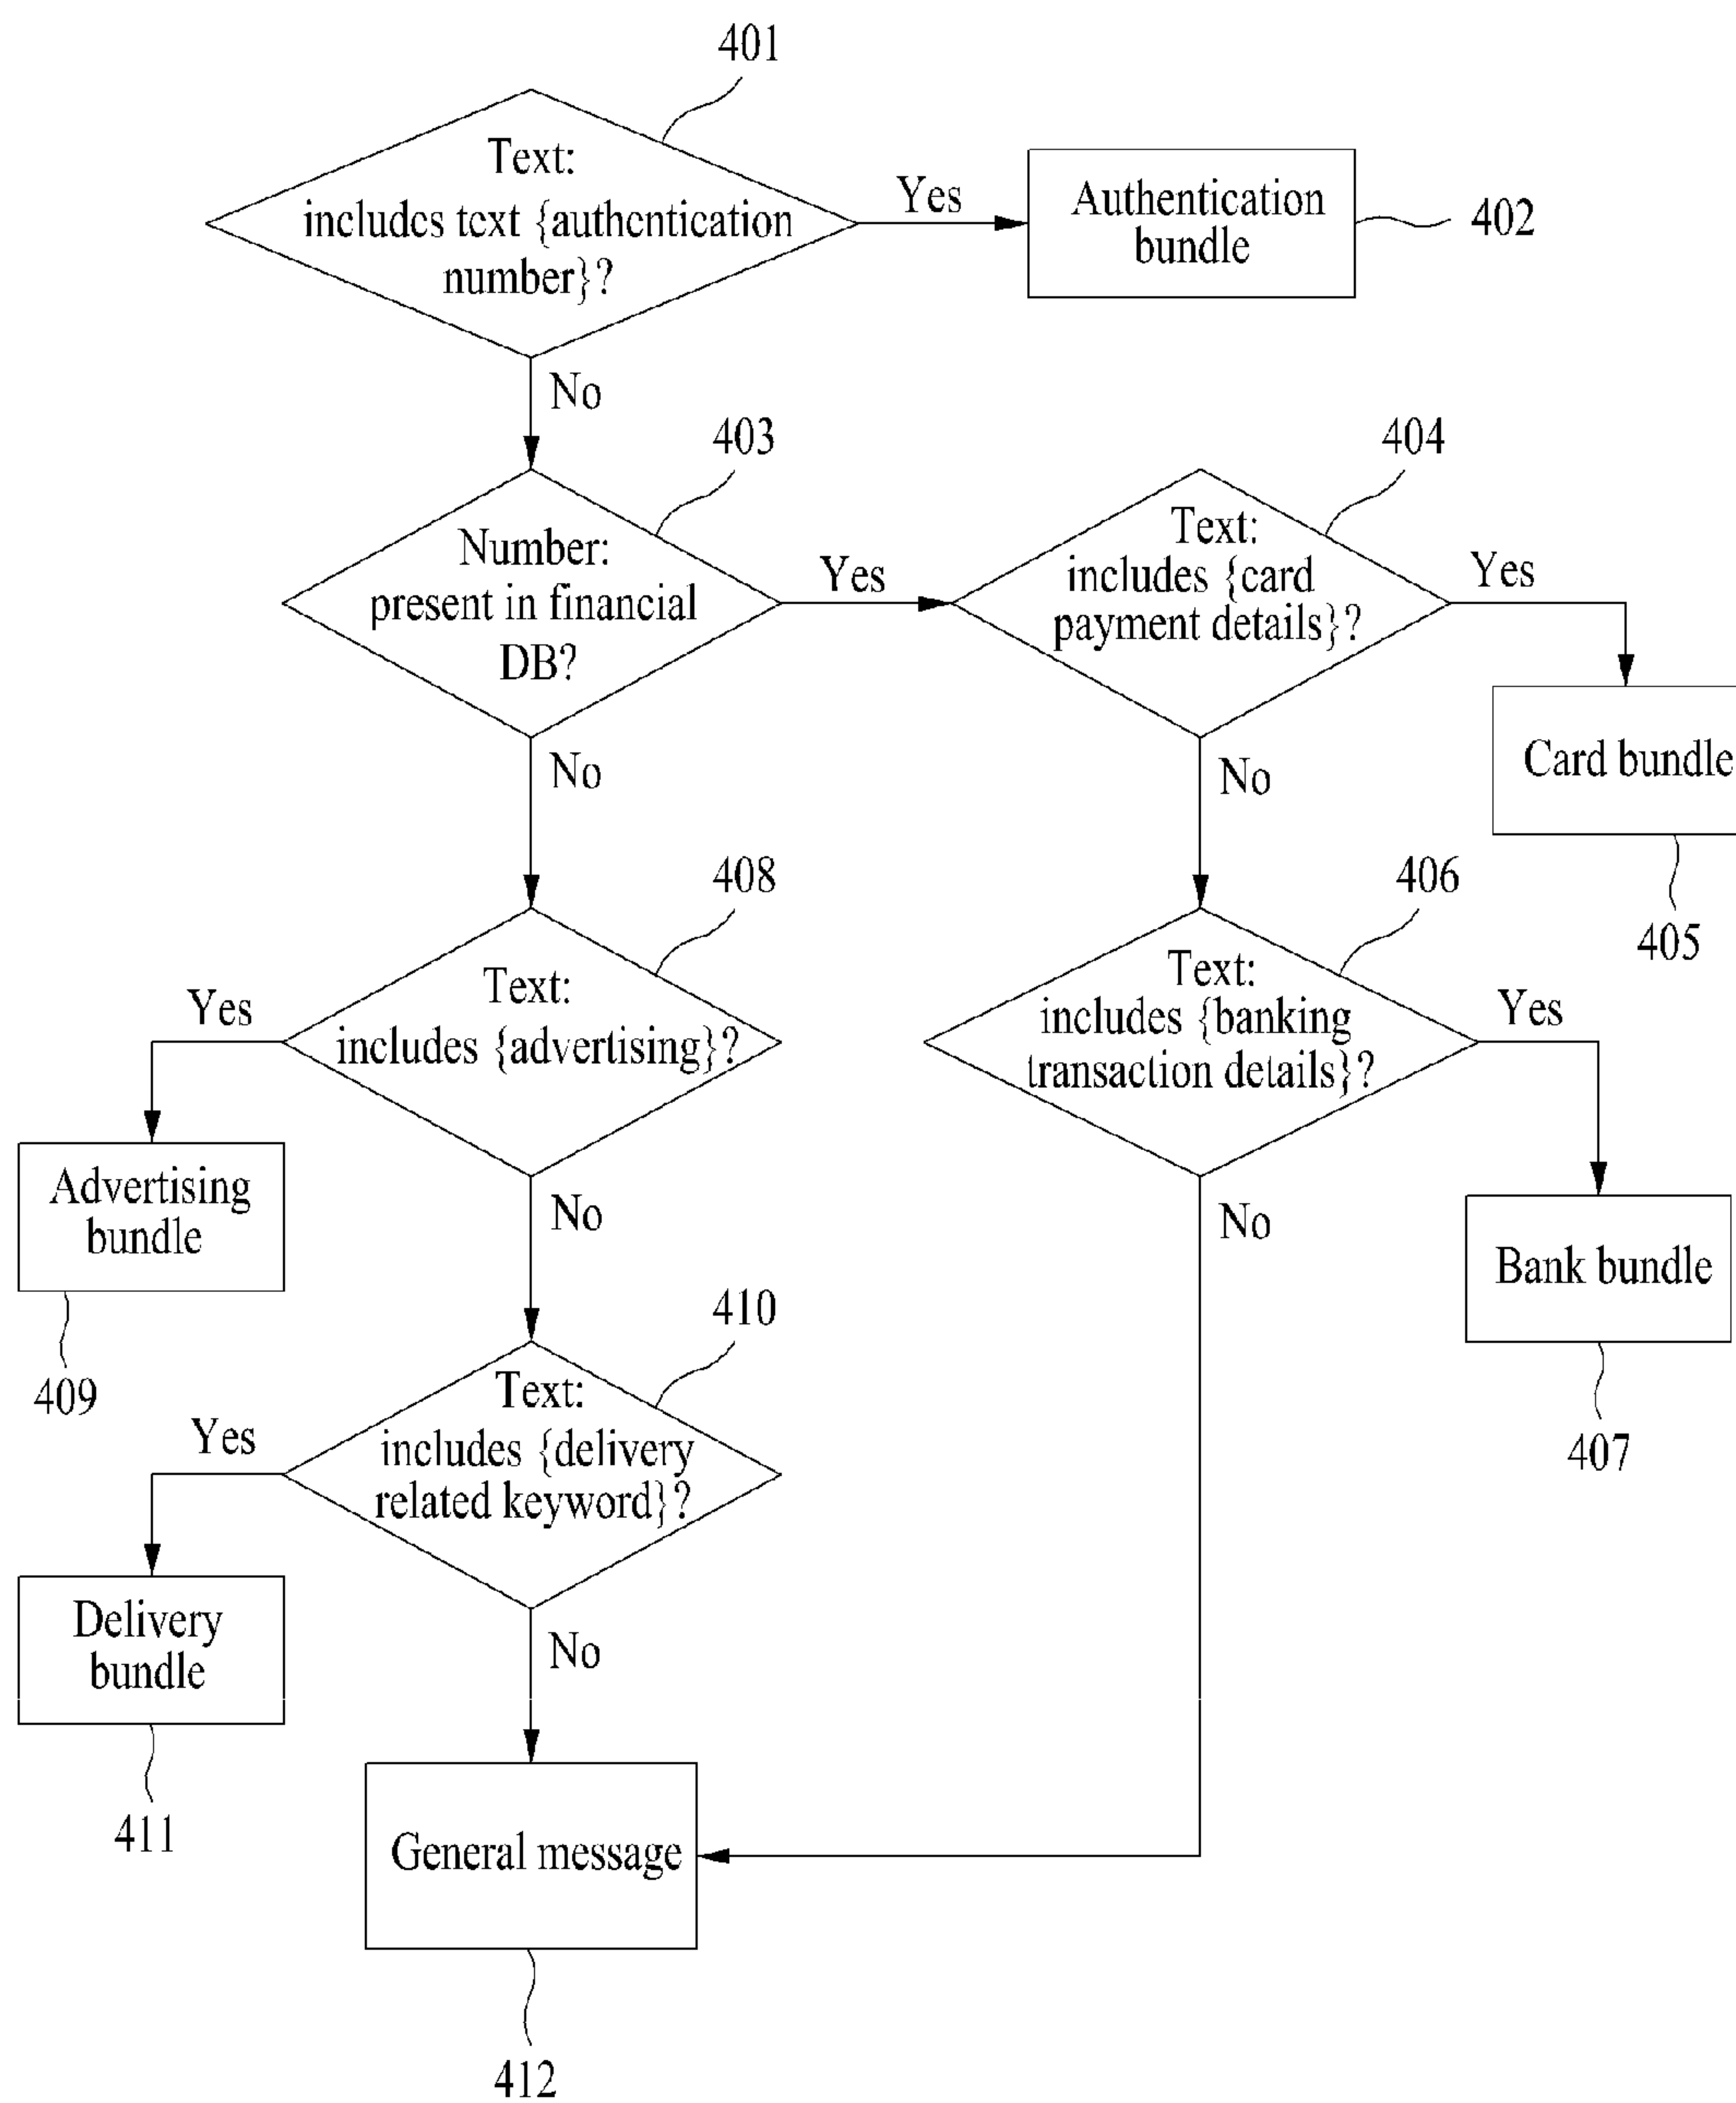 401
Text:
includes text {authentication
number}?
Yes
Authentication
bundle
402
No
403
Number:
present in financial
DB?
Yes
404
Text:
includes {card
payment details}?
Yes
Card bundle
405
No
No
408
Text:
includes {advertising}?
Yes
Advertising
bundle
409
406
Text:
includes {banking
transaction details}?
Yes
Bank bundle
407
No
No
410
Text:
includes {delivery
related keyword}?
Yes
Delivery
bundle
411
No
General message
412